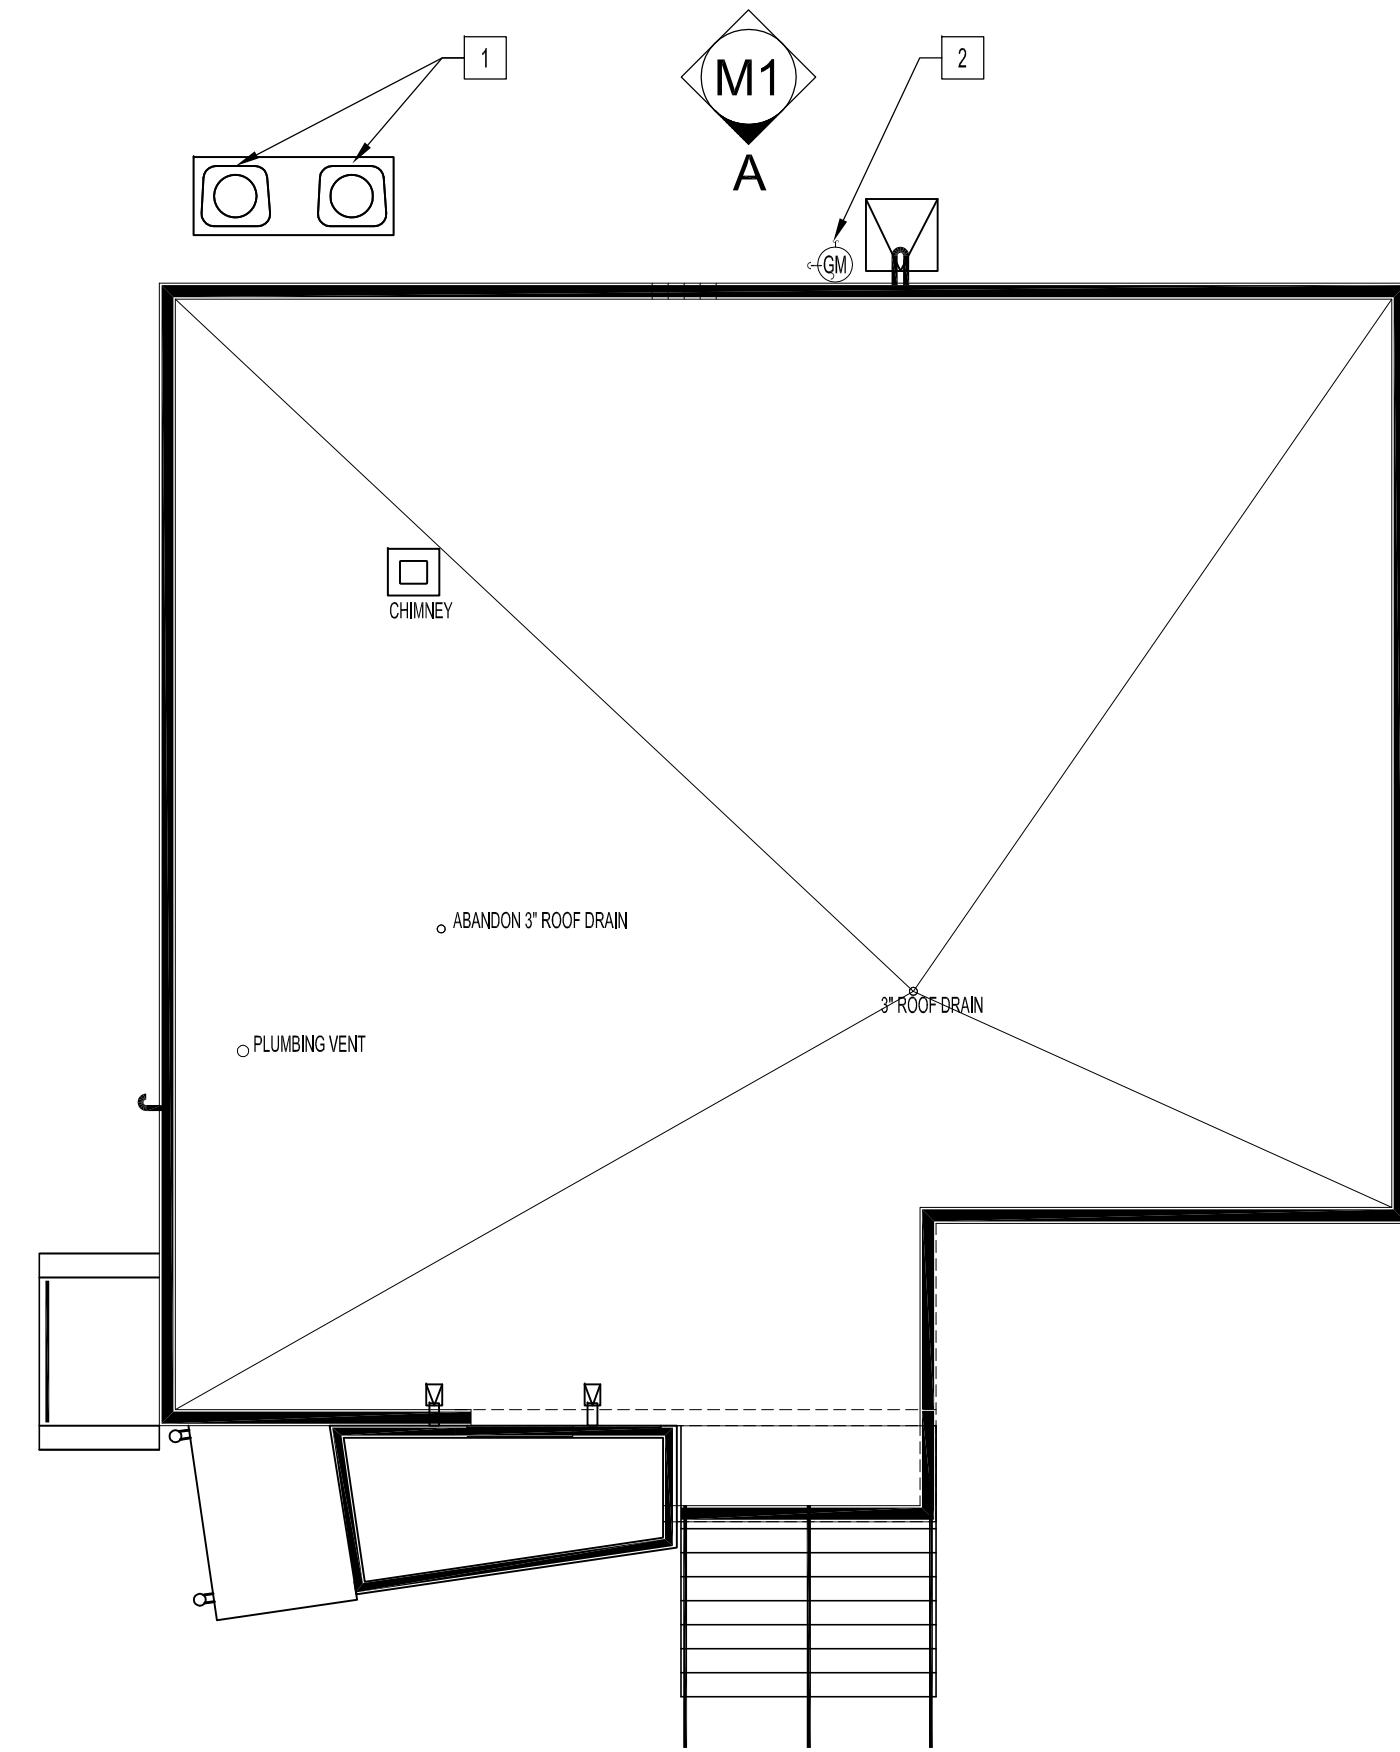 1
M1
2
A
GM
CHIMNEY
ABANDON 3" ROOF DRAIN
3" ROOF DRAIN
PLUMBING VENT